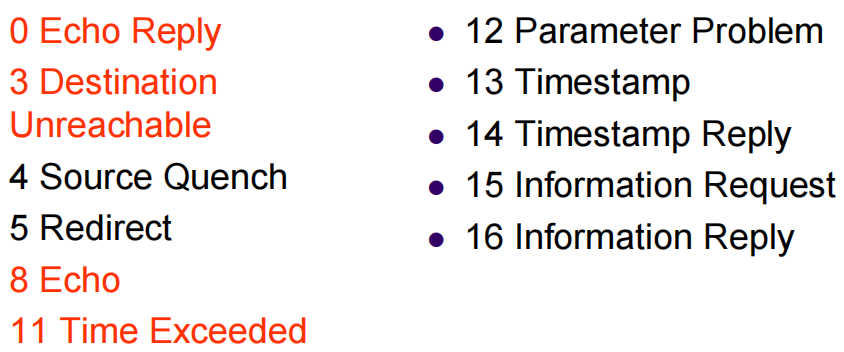 0 Echo Reply
3 Destination
Unreachable
4 Source Quench
5 Redirect
8 Echo
11 Time Exceeded
● 12 Parameter Problem
● 13 Timestamp
● 14 Timestamp Reply
● 15 Information Request
● 16 Information Reply